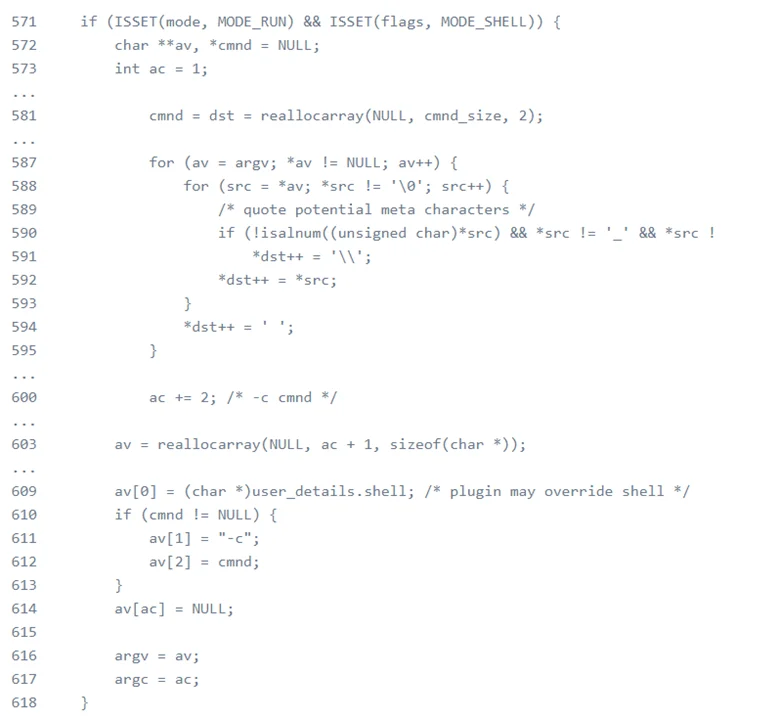 571     if (ISSET(mode, MODE_RUN) && ISSET(flags, MODE_SHELL)) {
572         char **av, *cmnd = NULL;
573         int ac = 1;
...
581             cmnd = dst = reallocarray(NULL, cmnd_size, 2);
...
587             for (av = argv; *av != NULL; av++) {
588                 for (src = *av; *src != '\0'; src++) {
589                     /* quote potential meta characters */
590                     if (!isalnum((unsigned char)*src) && *src != '_' && *src !
591                         *dst++ = '\\';
592                     *dst++ = *src;
593                 }
594                 *dst++ = ' ';
595             }
...
600             ac += 2; /* -c cmnd */
...
603         av = reallocarray(NULL, ac + 1, sizeof(char *));
...
609         av[0] = (char *)user_details.shell; /* plugin may override shell */
610         if (cmnd != NULL) {
611             av[1] = "-c";
612             av[2] = cmnd;
613         }
614         av[ac] = NULL;
615
616         argv = av;
617         argc = ac;
618     }